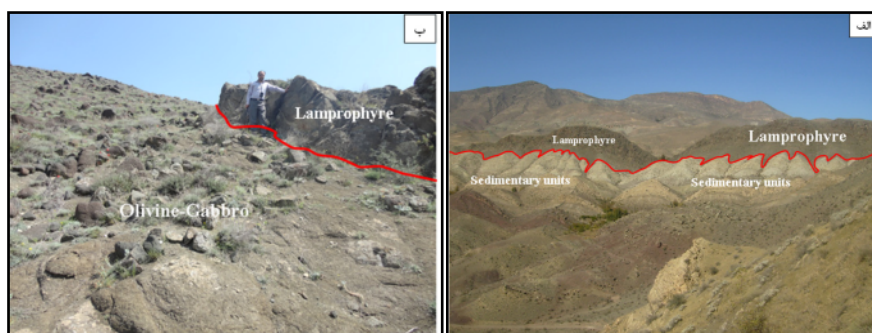 الف
Lamprophyre
Lamprophyre
Sedimentary units
Sedimentary units
ب
Lamprophyre
Olivine-Gabbro